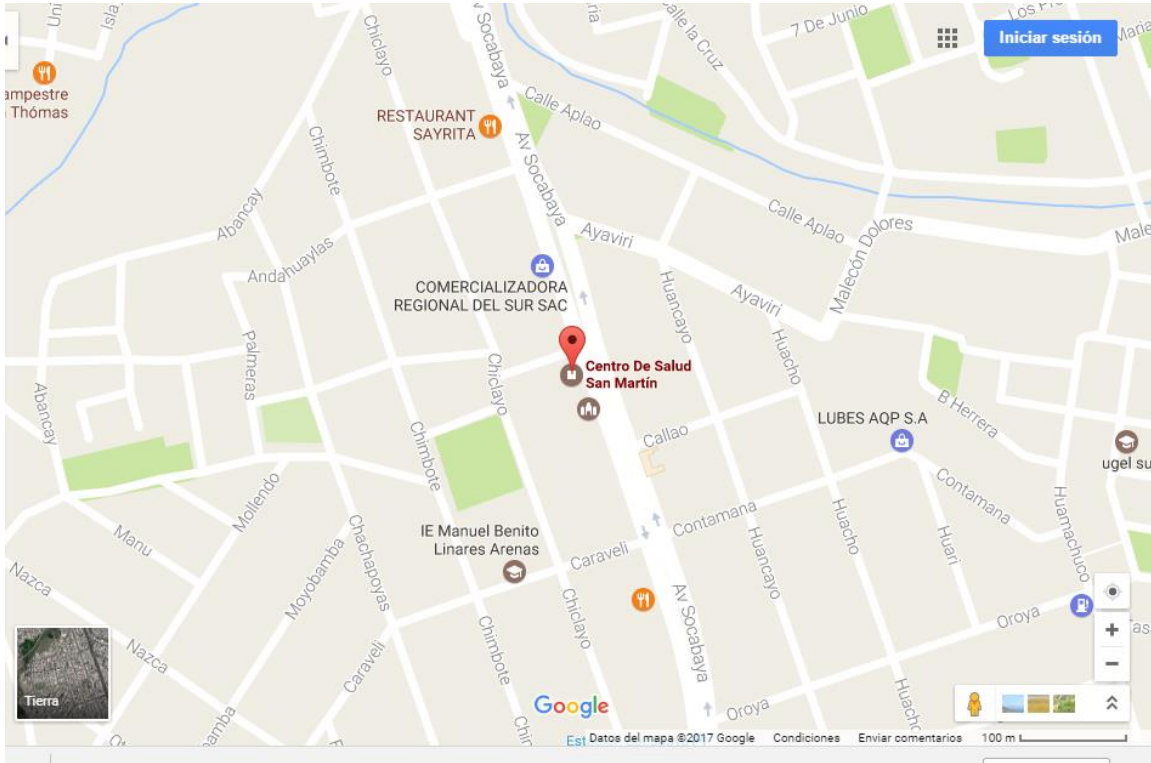 Isla
Chiclayo
v Socabaya
Calle la Cruz
7 De Junio
Iniciar sesión
ampestre
Thómas
RESTAURANT
SAYRITA
Calle Aplao
Chimbote
Av Socabaya
Abancay
Calle Aplao
Malecón Dolores
Male
Ayaviri
Andahuaylas
COMERCIALIZADORA
REGIONAL DEL SUR SAC
Huancayo
Ayaviri
Palmeras
Chiclayo
Huacho
Centro De Salud
San Martín
Abancay
B Herrera
LUBES AQP S.A
Callao
Chimbote
ugel su
Contamana
Mollendo
Manu
IE Manuel Benito
Linares Arenas
Contamana
Huacho
Huari
Huamachuco
Chachapoyas
Caraveli
Huancayo
Nazca
Moyobamba
Chiclayo
Av Socabaya
Oroya
Nazca
Caraveli
Chimbote
Tierra
Google
Oroya
Huacho
Est
Datos del mapa ©2017 Google
Condiciones
Enviar comentarios
100 m